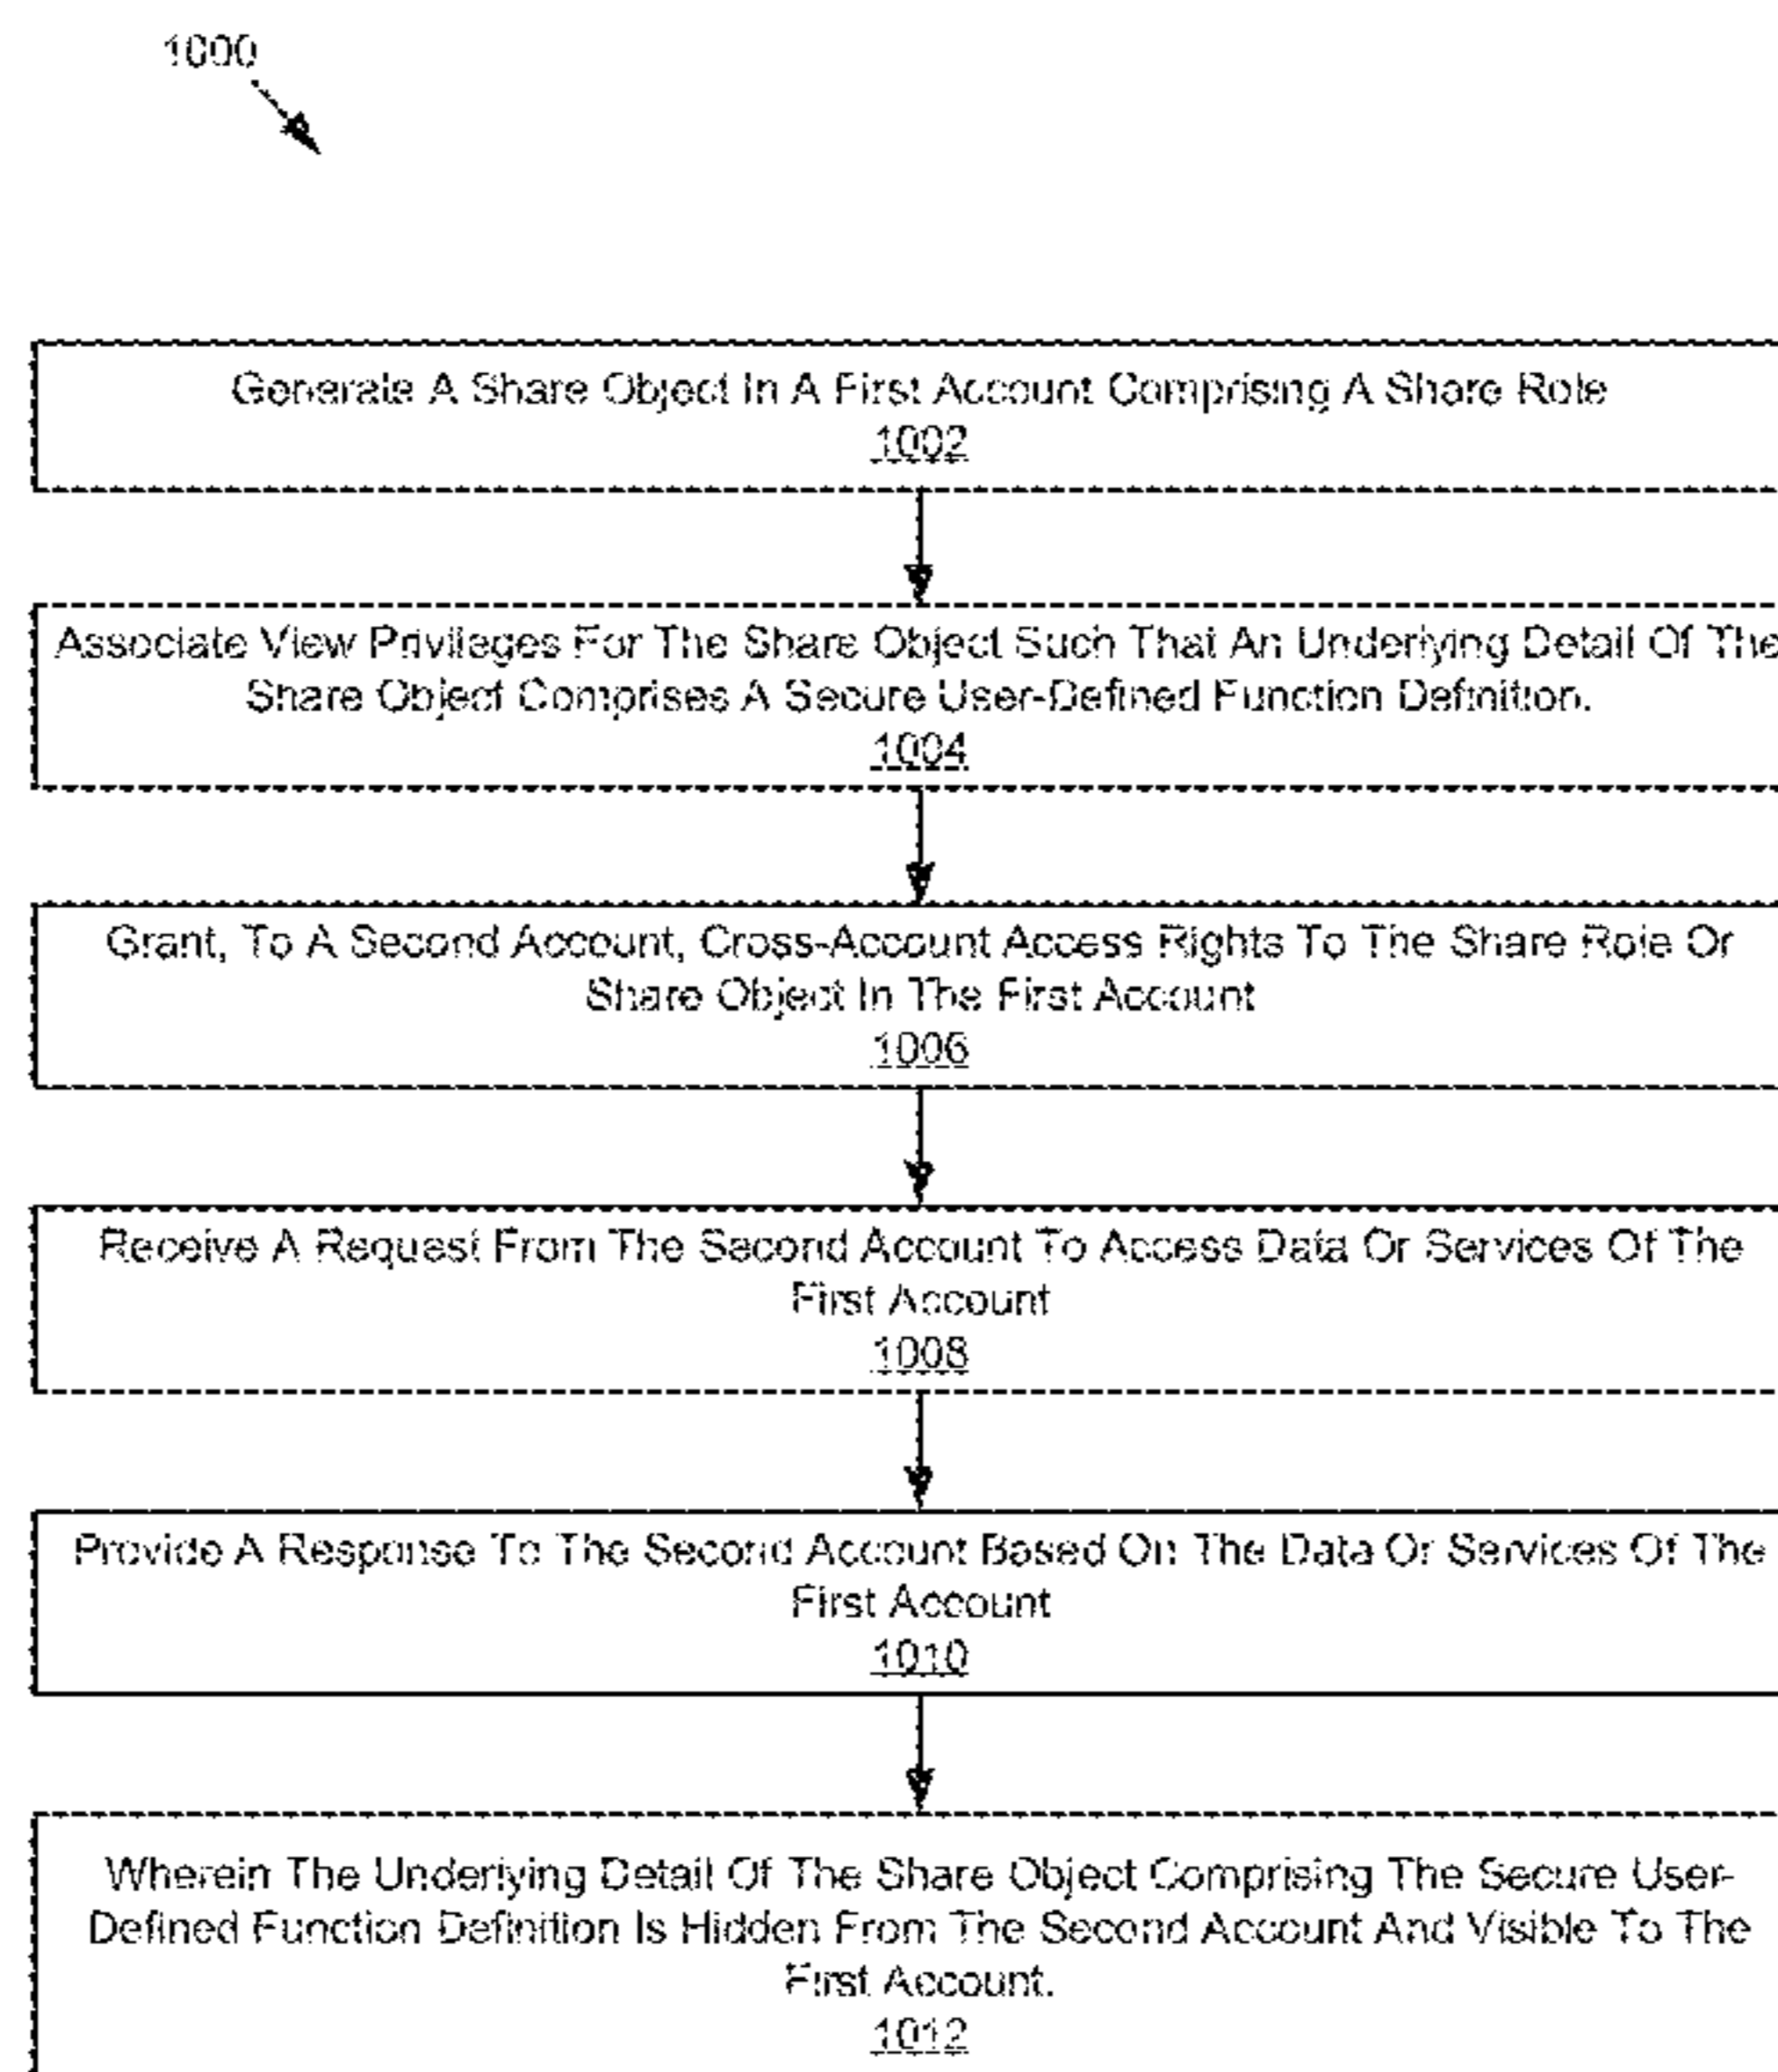 1000
Generate A Share Object In A First Account Comprising A Share Role
1002
Associate View Privileges For The Share Object Such That An Underlying Detail Of The
Share Object Comprises A Secure User-Defined Function Definition.
1004
Grant, To A Second Account, Cross-Account Access Rights To The Share Role Or
Share Object In The First Account
1006
Receive A Request From The Second Account To Access Data Or Services Of The
First Account
1008
Provide A Response To The Second Account Based On The Data Or Services Of The
First Account
1010
Wherein The Underlying Detail Of The Share Object Comprising The Secure User-
Defined Function Definition Is Hidden From The Second Account And Visible To The
First Account.
1012